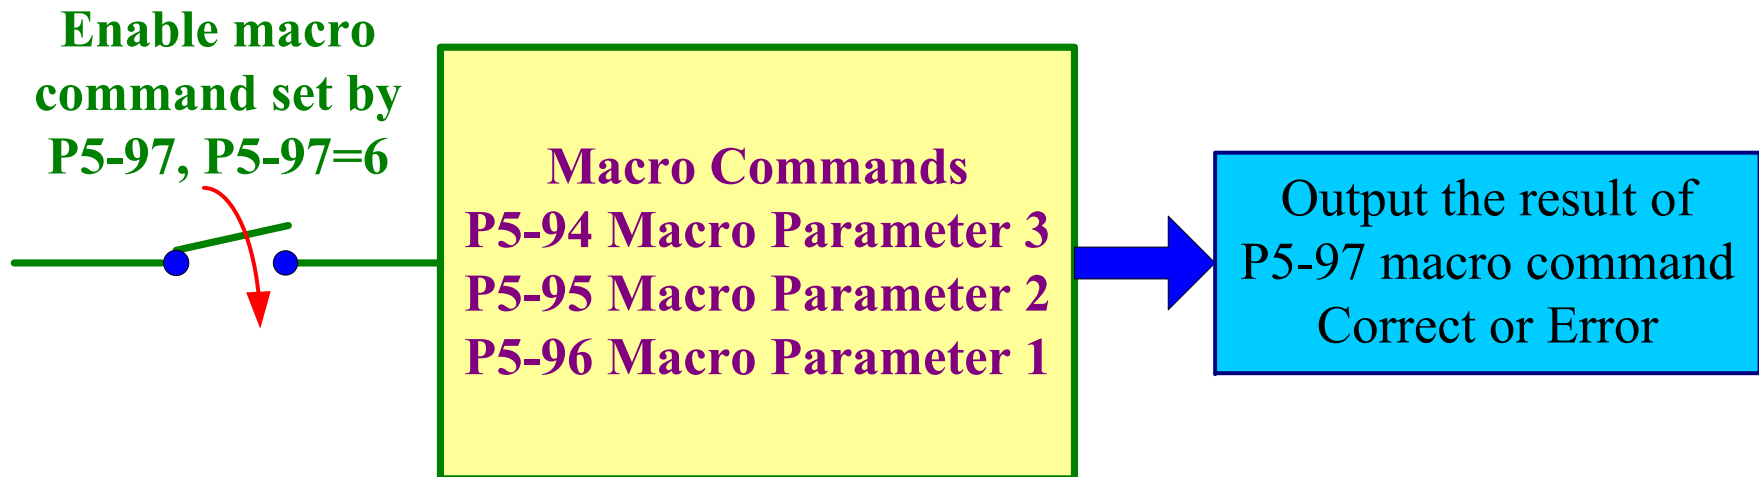 Enable macro
command set by
P5-97, P5-97=6
Macro Commands
P5-94 Macro Parameter 3
P5-95 Macro Parameter 2
P5-96 Macro Parameter 1
Output the result of
P5-97 macro command
Correct or Error